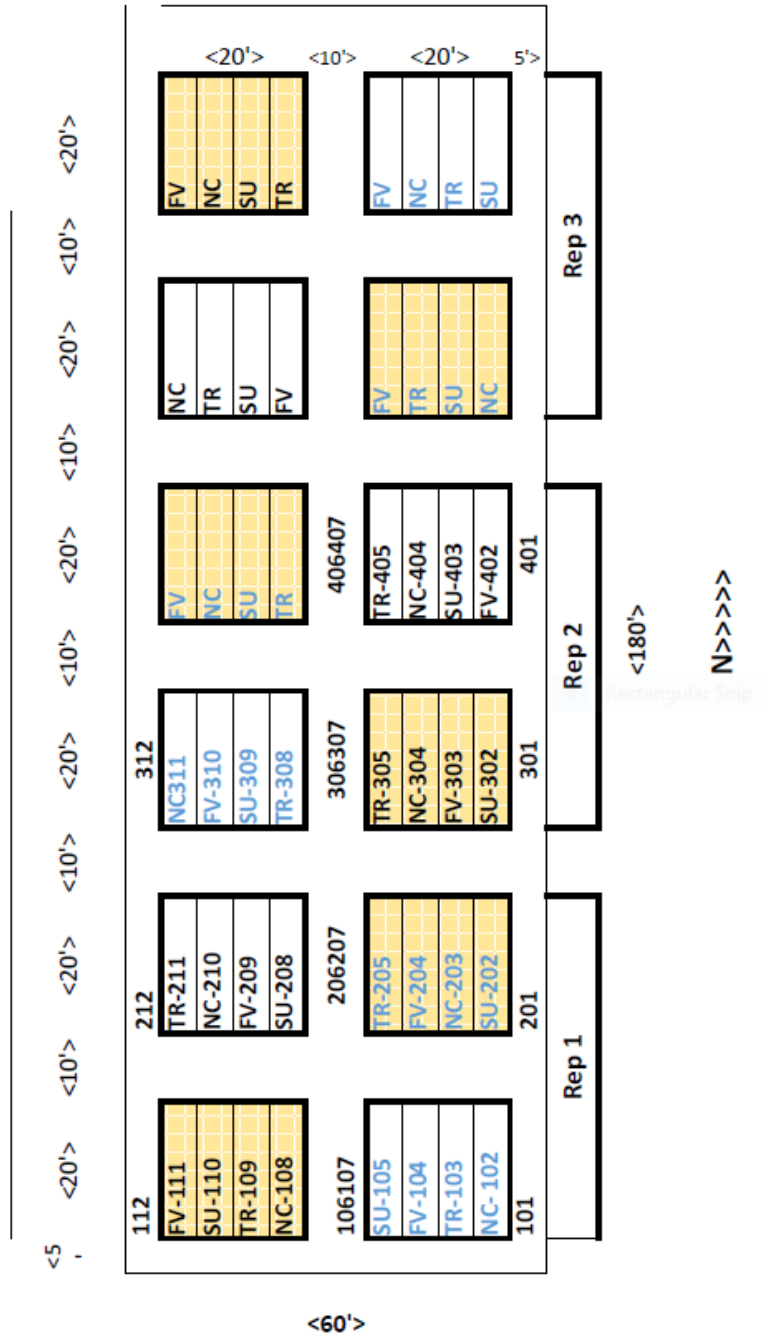 <20'> <10'> <20'> 5'>
<20'>
<10'>
<20'>
<10'>
<20'>
<10'>
<20'>
<10'>
<20'>
<10'>
<20'>
<5
-
FV
NC
SU
TR
FV
NC
TR
SU
Rep 3
NC
TR
SU
FV
FV
TR
SU
NC
FV
NC
SU
TR
406407
TR-405
NC-404
SU-403
FV-402
401
Rep 2
312
NC311
FV-310
SU-309
TR-308
306307
TR-305
NC-304
FV-303
SU-302
301
212
TR-211
NC-210
FV-209
SU-208
206207
TR-205
FV-204
NC-203
SU-202
201
Rep 1
112
FV-111
SU-110
TR-109
NC-108
106107
SU-105
FV-104
TR-103
NC- 102
101
<180'>
N>>>>>
Rectangular Snip
<60'>